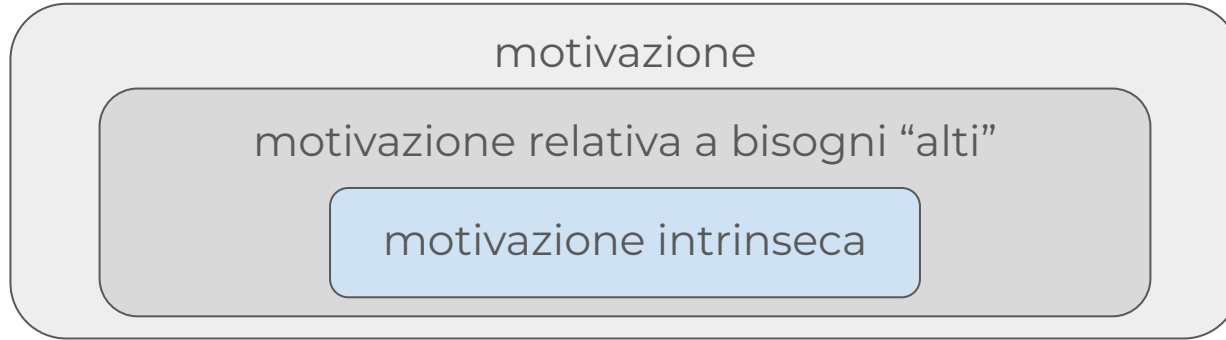 motivazione
motivazione relativa a bisogni “alti”
motivazione intrinseca